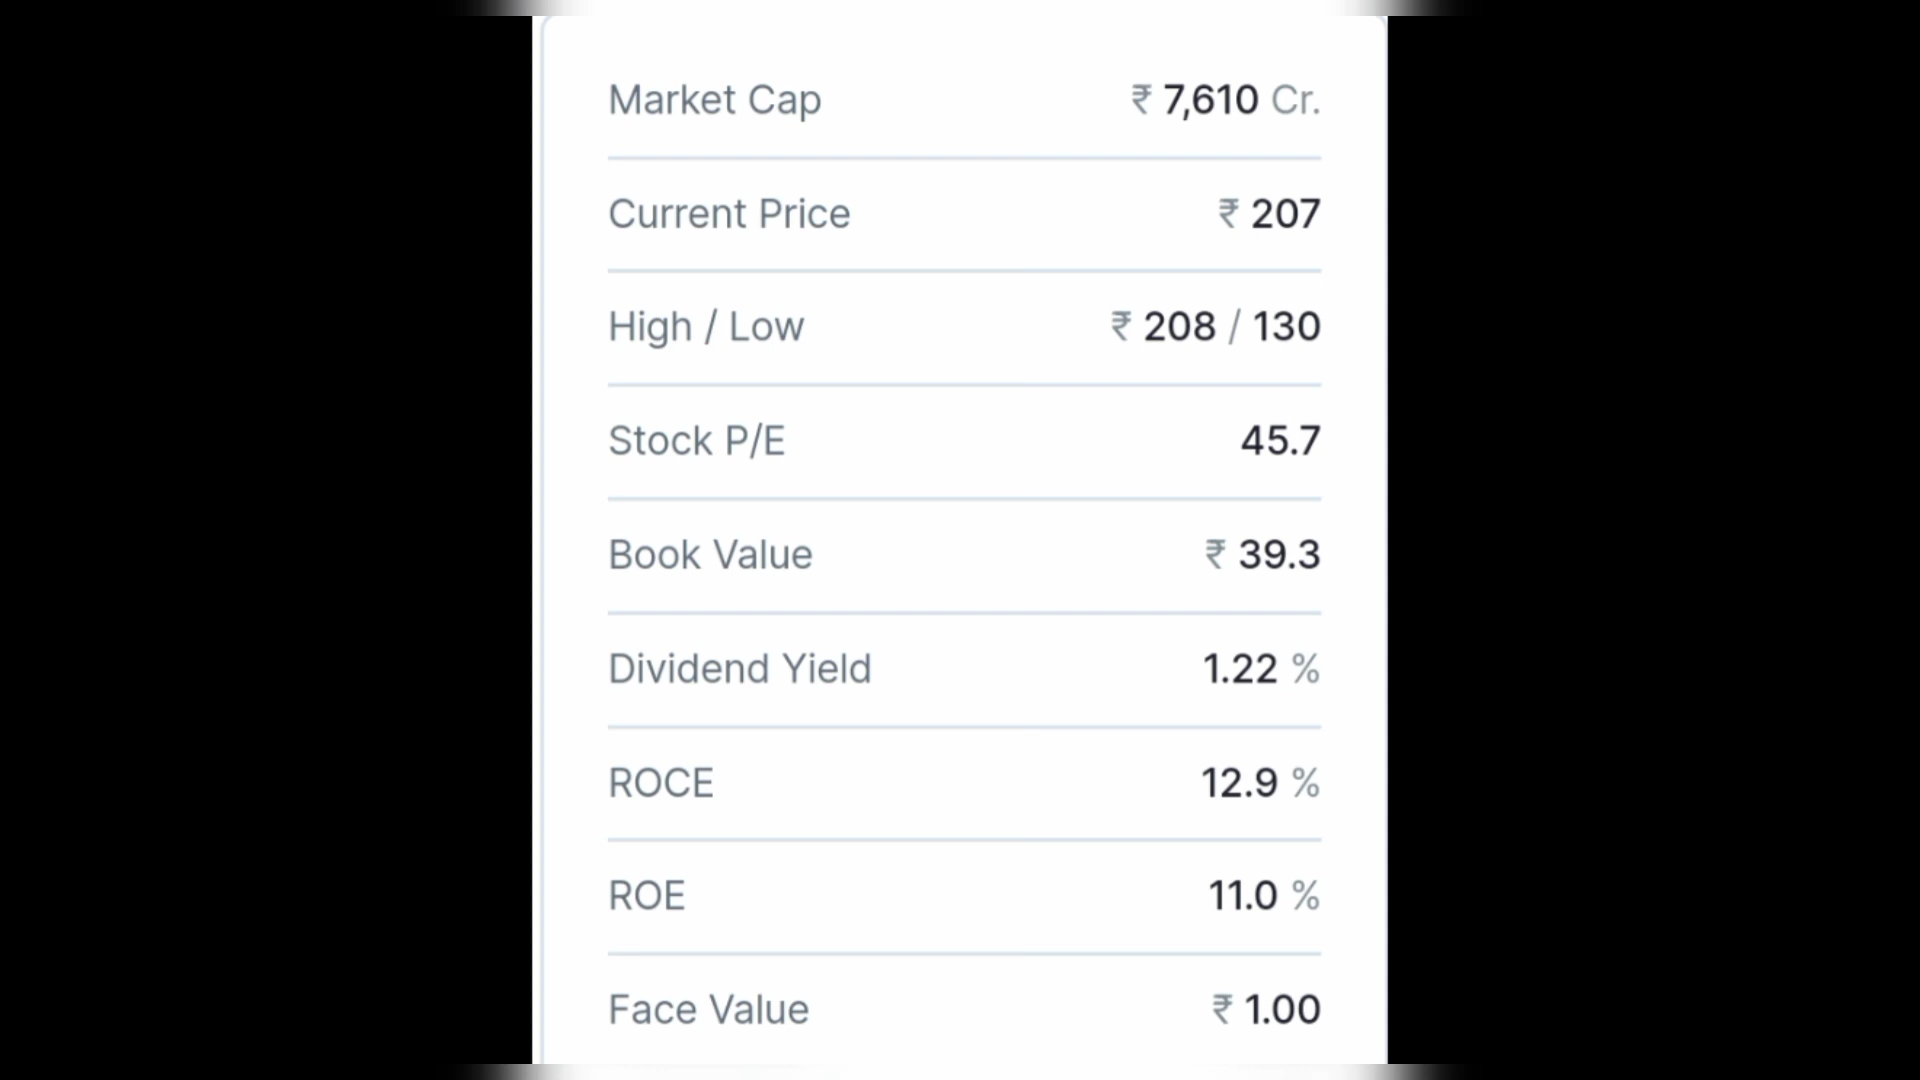 Market Cap ₹ 7,610 Cr.
Current Price ₹ 207
High / Low ₹ 208 / 130
Stock P/E 45.7
Book Value ₹ 39.3
Dividend Yield 1.22 %
ROCE 12.9 %
ROE 11.0 %
Face Value ₹ 1.00